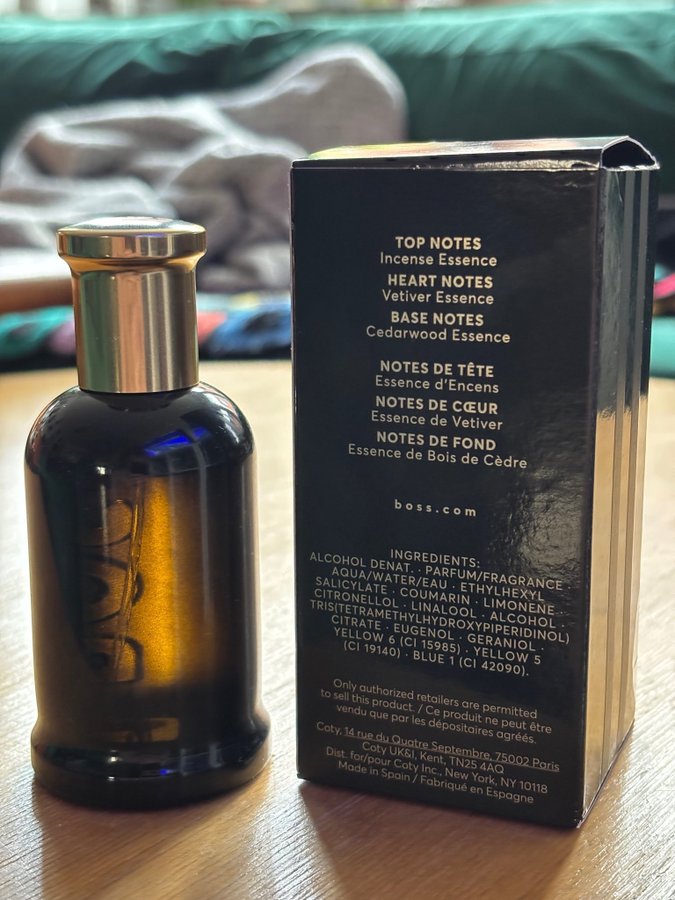 TOP NOTES
Incense Essence
HEART NOTES
Vetiver Essence
BASE NOTES
Cedarwood Essence
NOTES DE TÊTE
Essence d'Encens
NOTES DE CŒUR
Essence de Vetiver
NOTES DE FOND
Essence de Bois de Cèdre
boss.com
INGREDIENTS:
ALCOHOL DENAT. · PARFUM/FRAGRANCE
AQUA/WATER/EAU · ETHYLHEXYL
SALICYLATE · COUMARIN · LIMONENE
CITRONELLOL · LINALOOL · ALCOHOL ·
TRIS(TETRAMETHYLHYDROXYPIPERIDINOL)
CITRATE · EUGENOL · GERANIOL ·
YELLOW 6 (CI 15985) · YELLOW 5
(CI 19140) · BLUE 1 (CI 42090).
Only authorized retailers are permitted
to sell this product. / Ce produit ne peut être
vendu que par les dépositaires agréés.
Coty, 14 rue du Quatre Septembre, 75002 Paris
Coty UK&I, Kent, TN25 4AQ
Dist. for/pour Coty Inc., New York, NY 10118
Made in Spain / Fabriqué en Espagne